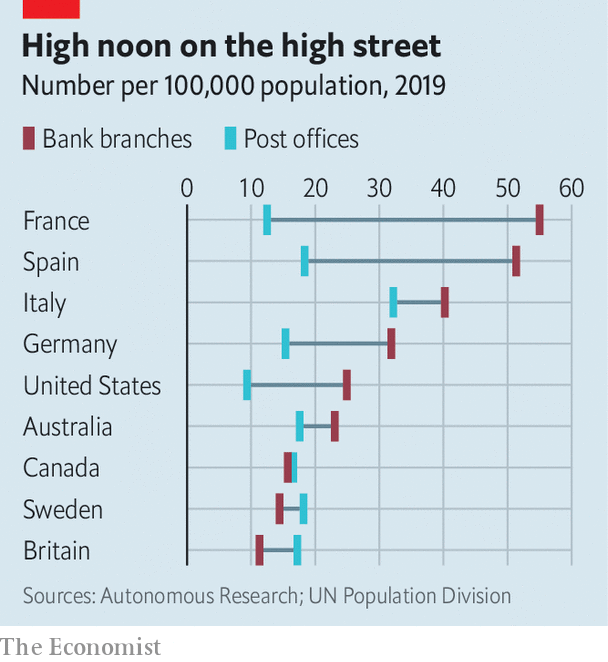 High noon on the high street
Number per 100,000 population, 2019
Bank branches Post offices
0 10 20 30 40 50 60
France
Spain
Italy
Germany
United States
Australia
Canada
Sweden
Britain
Sources: Autonomous Research; UN Population Division
The Economist